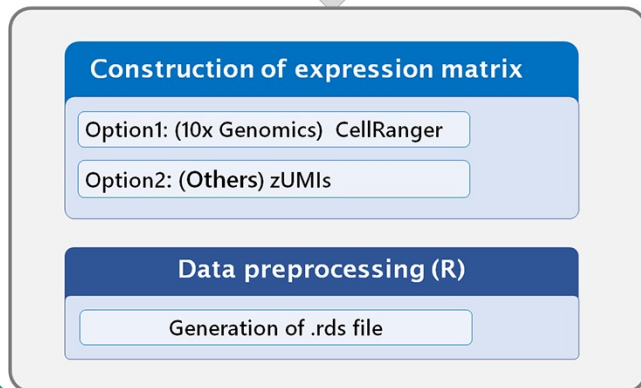 Construction of expression matrix
Option1: (10x Genomics) CellRanger
Option2: (Others) zUMIs
Data preprocessing (R)
Generation of .rds file